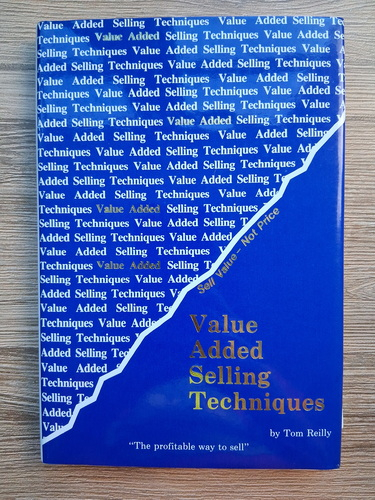 Value Added Selling Techniques Value
Techniques Value Added Selling Techniques
Added Selling Techniques Value Added Selling
Value Added Selling Techniques Value Added Selling
Techniques Value Added Selling Techniques Value Added
Selling Techniques Value Added Selling Techniques Value
Added Selling Techniques Value Added Selling Techniques
Value Added Selling Techniques Value Added Selling
Techniques Value Added Selling Techniques Value
Selling Techniques Value Added Selling Techniques
Added Selling Techniques Value Added Selling
Value Added Selling Techniques Value
Techniques Value Added Selling Techniques
Selling Techniques Value Added Selling
Added Selling Techniques Value Added
Value Added Selling Techniques
Techniques Value Added Selling
Selling Techniques Value Added
Added Selling Techniques Value
Value Added Selling
Techniques Value Added
Selling Techniques
Added Selling
Value Added
Techniques
Selling
Added
Sell Value - Not Price
Value
Added
Selling
Techniques
by Tom Reilly
"The profitable way to sell"